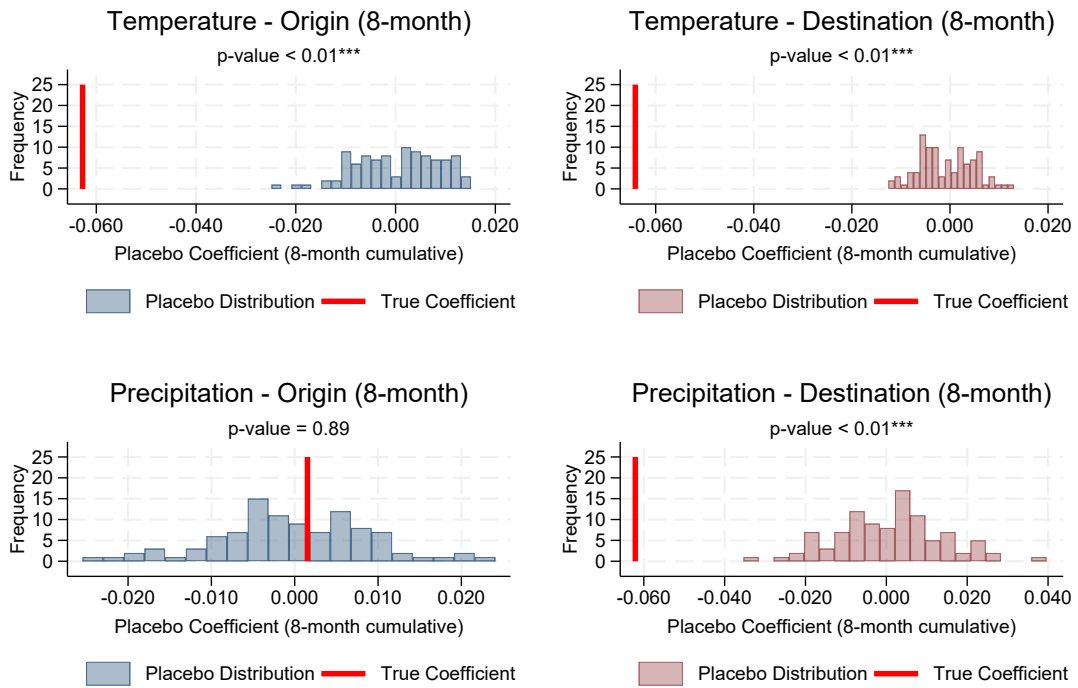 Temperature - Origin (8-month)
p-value < 0.01***
Frequency
25
20
15
10
5
0
-0.060 -0.040 -0.020 0.000 0.020
Placebo Coefficient (8-month cumulative)
Placebo Distribution True Coefficient
Temperature - Destination (8-month)
p-value < 0.01***
Frequency
25
20
15
10
5
0
-0.060 -0.040 -0.020 0.000 0.020
Placebo Coefficient (8-month cumulative)
Placebo Distribution True Coefficient
Precipitation - Origin (8-month)
p-value = 0.89
Frequency
25
20
15
10
5
0
-0.020 -0.010 0.000 0.010 0.020
Placebo Coefficient (8-month cumulative)
Placebo Distribution True Coefficient
Precipitation - Destination (8-month)
p-value < 0.01***
Frequency
25
20
15
10
5
0
-0.060 -0.040 -0.020 0.000 0.020 0.040
Placebo Coefficient (8-month cumulative)
Placebo Distribution True Coefficient